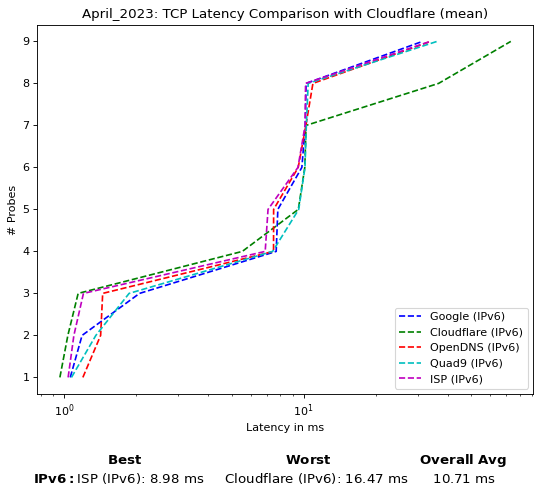 April_2023: TCP Latency Comparison with Cloudflare (mean)
# Probes
9
8
7
6
5
4
3
2
1
10^0
10^1
Latency in ms
Google (IPv6)
Cloudflare (IPv6)
OpenDNS (IPv6)
Quad9 (IPv6)
ISP (IPv6)
Best Worst Overall Avg
IPv6: ISP (IPv6): 8.98 ms Cloudflare (IPv6): 16.47 ms 10.71 ms